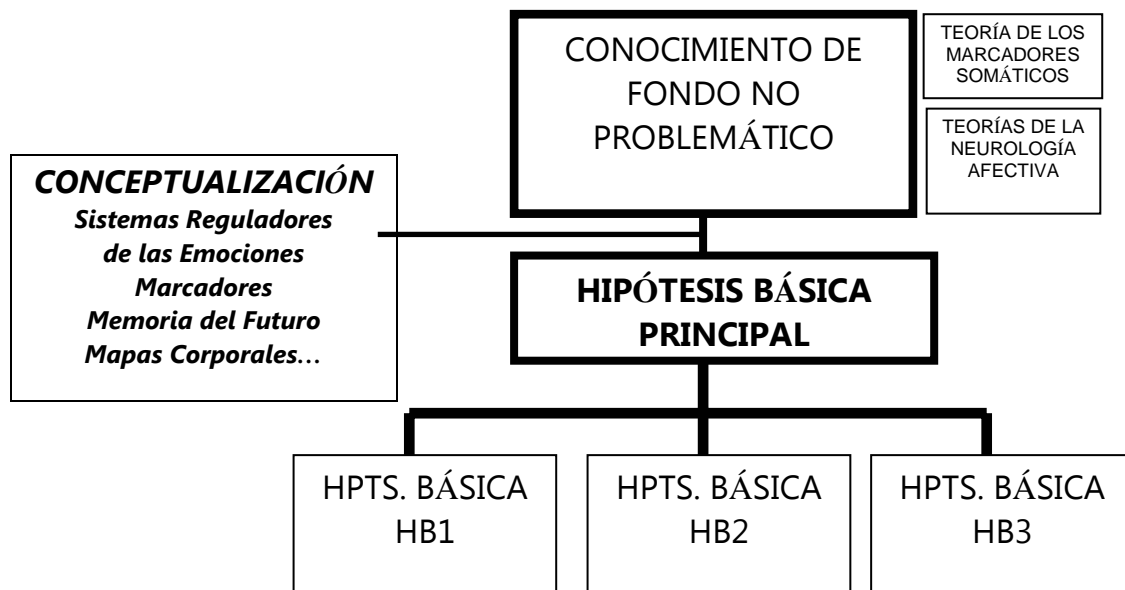 CONOCIMIENTO DE
FONDO NO
PROBLEMÁTICO
TEORÍA DE LOS
MARCADORES
SOMÁTICOS
TEORÍAS DE LA
NEUROLOGÍA
AFECTIVA
CONCEPTUALIZACIÓN
Sistemas Reguladores
de las Emociones
Marcadores
Memoria del Futuro
Mapas Corporales...
HIPÓTESIS BÁSICA
PRINCIPAL
HPTS. BÁSICA
HB1
HPTS. BÁSICA
HB2
HPTS. BÁSICA
HB3